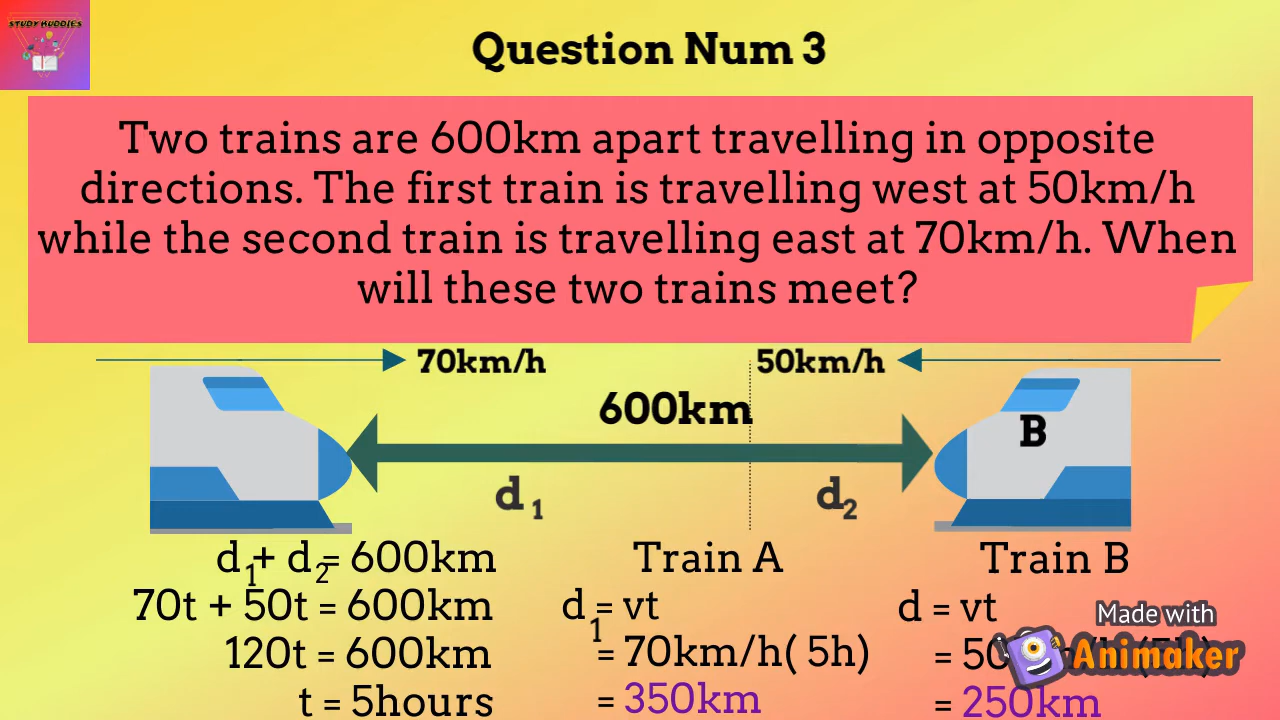 STUDY BUDDIES
Question Num 3
Two trains are 600km apart travelling in opposite
directions. The first train is travelling west at 50km/h
while the second train is travelling east at 70km/h. When
will these two trains meet?
70km/h
50km/h
600km
B
d1
d2
d1 + d2 = 600km
70t + 50t = 600km
120t = 600km
t = 5hours
Train A
d1 = vt
= 70km/h( 5h)
= 350km
Train B
d = vt
= 50
= 250km
Made with
Animaker